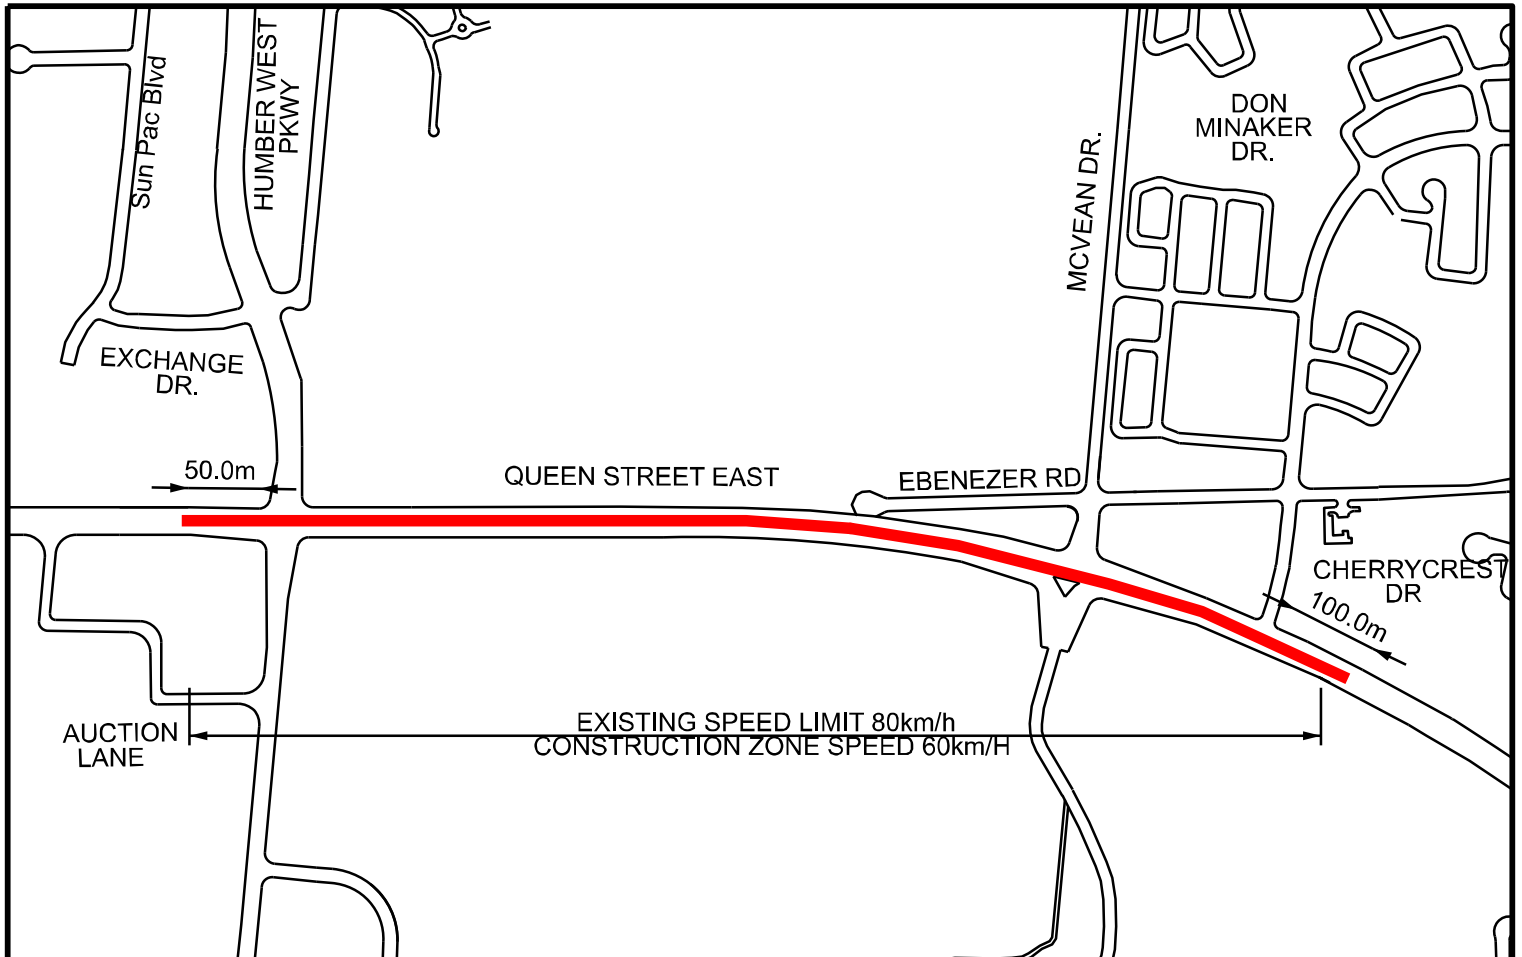 Sun Pac Blvd
HUMBER WEST
PKWY
DON
MINAKER
DR.
MCVEAN DR.
EXCHANGE
DR.
50.0m
QUEEN STREET EAST
EBENEZER RD
CHERRYCREST
DR
100.0m
AUCTION
LANE
EXISTING SPEED LIMIT 80km/h
CONSTRUCTION ZONE SPEED 60km/H